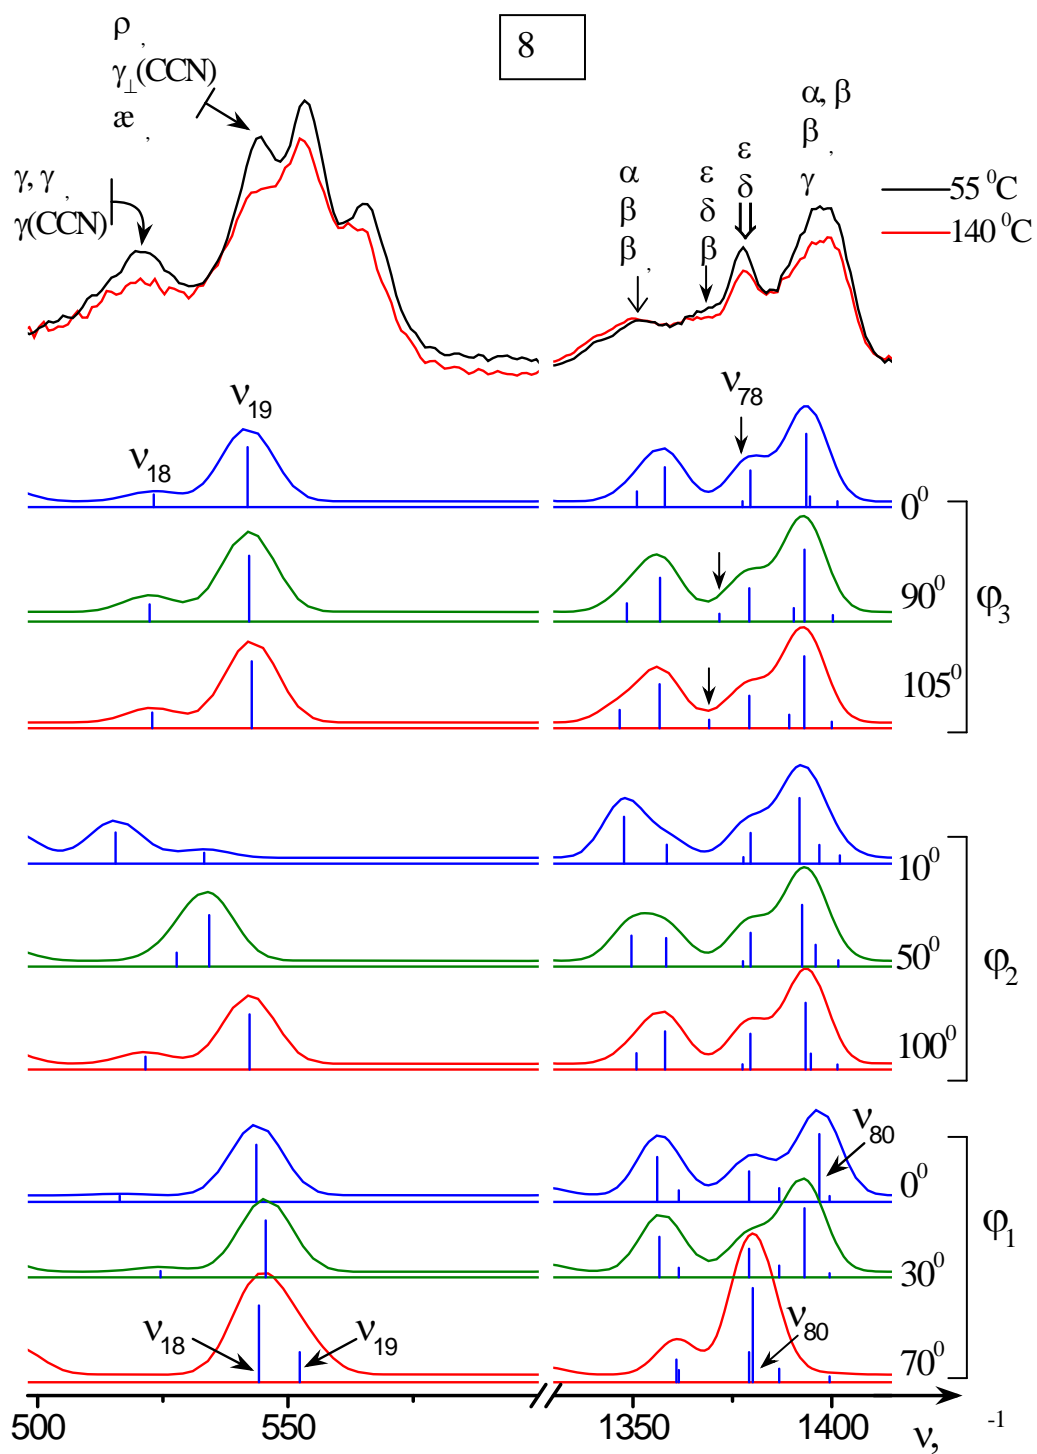 8
ρ,
γ⊥(CCN)
æ,
γ, γ,
γ(CCN)
α
β
β,
ε
δ
β
ε
δ
α, β
β,
γ
55 ⁰C
140 ⁰C
ν₁₈
ν₁₉
ν₇₈
0⁰
90⁰
105⁰
φ₃
10⁰
50⁰
100⁰
φ₂
ν₈₀
0⁰
30⁰
φ₁
ν₁₈
ν₁₉
ν₈₀
70⁰
500
550
1350
1400
ν, ⁻¹